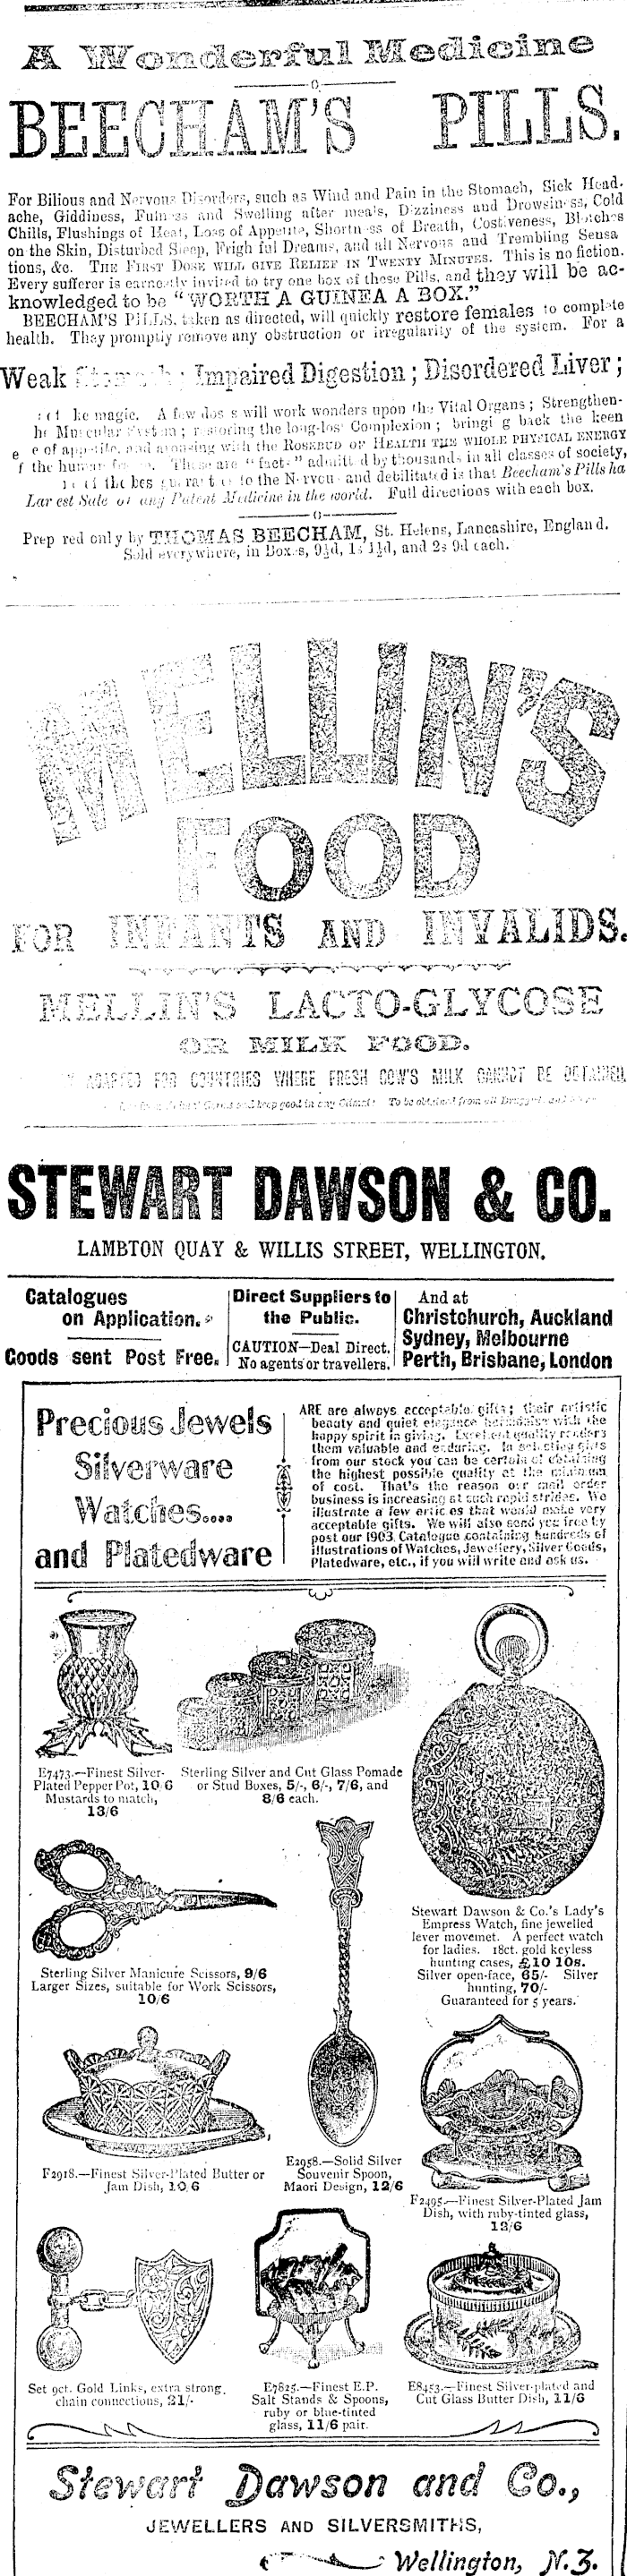 A Wonderful Medicine
BEECHAM'S PILLS.
For Bilious and Nervous Disorders, such as Wind and Pain in the Stomach, Sick Head-
ache, Giddiness, Fulness and Swelling after meals, Dizziness and Drowsiness, Cold
Chills, Flushings of Heat, Loss of Appetite, Shortness of Breath, Costiveness, Blotches
on the Skin, Disturbed Sleep, Frightful Dreams, and all Nervous and Trembling Sensa
tions, &c. THE FIRST DOSE WILL GIVE RELIEF IN TWENTY MINUTES. This is no fiction.
Every sufferer is earnestly invited to try one box of these Pills, and they will be ac-
knowledged to be "WORTH A GUINEA A BOX."
BEECHAM'S PILLS, taken as directed, will quickly restore females to complete
health. They promptly remove any obstruction or irregularity of the system. For a
Weak Stomach; Impaired Digestion; Disordered Liver;
like magic. A few doses will work wonders upon the Vital Organs; Strengthen-
Muscular System; restoring the long-lost Complexion; bringing back the keen
of appetite, and arousing with the ROSEBUD OF HEALTH THE WHOLE PHYSICAL ENERGY
f the human frame. These are "facts" admitted by thousands in all classes of society,
the best guarantees to the Nervous and debilitated is that Beecham's Pills ha
Largest Sale of any Patent Medicine in the world. Full directions with each box.
Prepared only by THOMAS BEECHAM, St. Helens, Lancashire, England.
Sold everywhere, in Boxes, 9½d, 1s 1½d, and 2s 9d each.
MELLIN'S
FOOD
FOR INFANTS AND INVALIDS.
MELLIN'S LACTO-GLYCOSE
OR MILK FOOD.
ADAPTED FOR COUNTRIES WHERE FRESH COW'S MILK CANNOT BE OBTAINED
keep good in any Climate To be obtained from all
STEWART DAWSON & CO.
LAMBTON QUAY & WILLIS STREET, WELLINGTON.
Catalogues
on Application.
Goods sent Post Free.
Direct Suppliers to
the Public.
CAUTION—Deal Direct.
No agents or travellers.
And at
Christchurch, Auckland
Sydney, Melbourne
Perth, Brisbane, London
Precious Jewels
Silverware
Watches....
and Platedware
ARE are always acceptable gifts; their artistic
beauty and quiet elegance harmonise with the
happy spirit in giving. Excellent quality renders
them valuable and enduring. In selecting gifts
from our stock you can be certain of obtaining
the highest possible quality at the minimum
of cost. That's the reason our mail order
business is increasing at such rapid strides. We
illustrate a few articles that would make very
acceptable gifts. We will also send you free by
post our 1903 Catalogue containing hundreds of
illustrations of Watches, Jewellery, Silver Goods,
Platedware, etc., if you will write and ask us.
E7473.—Finest Silver-
Plated Pepper Pot, 10/6
Mustards to match,
13/6
Sterling Silver and Cut Glass Pomade
or Stud Boxes, 5/-, 6/-, 7/6, and
8/6 each.
Stewart Dawson & Co.'s Lady's
Empress Watch, fine jewelled
lever movemet. A perfect watch
for ladies. 18ct. gold keyless
hunting cases, £10 10s.
Silver open-face, 65/- Silver
hunting, 70/-
Guaranteed for 5 years.
Sterling Silver Manicure Scissors, 9/6
Larger Sizes, suitable for Work Scissors,
10/6
F2918.—Finest Silver-Plated Butter or
Jam Dish, 10/6
E2958.—Solid Silver
Souvenir Spoon,
Maori Design, 12/6
F2495.—Finest Silver-Plated Jam
Dish, with ruby-tinted glass,
12/6
Set 9ct. Gold Links, extra strong,
chain connections, 21/-
E7825.—Finest E.P.
Salt Stands & Spoons,
ruby or blue-tinted
glass, 11/6 pair.
E8453.—Finest Silver-plated and
Cut Glass Butter Dish, 11/6
Stewart Dawson and Co.,
JEWELLERS AND SILVERSMITHS,
Wellington, N.Z.